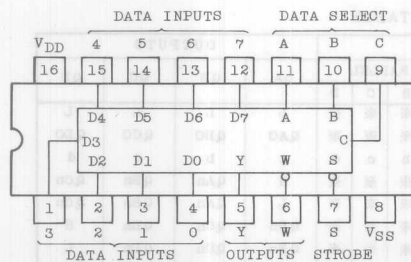 DATA INPUTS DATA SELECT
VDD 4 5 6 7 A B C
16 15 14 13 12 11 10 9
D4 D5 D6 D7 A B
D3 C
D2 D1 D0 Y W S
1 2 3 4 5 6 7 8
3 2 1 0 Y W S VSS
DATA INPUTS OUTPUTS STROBE